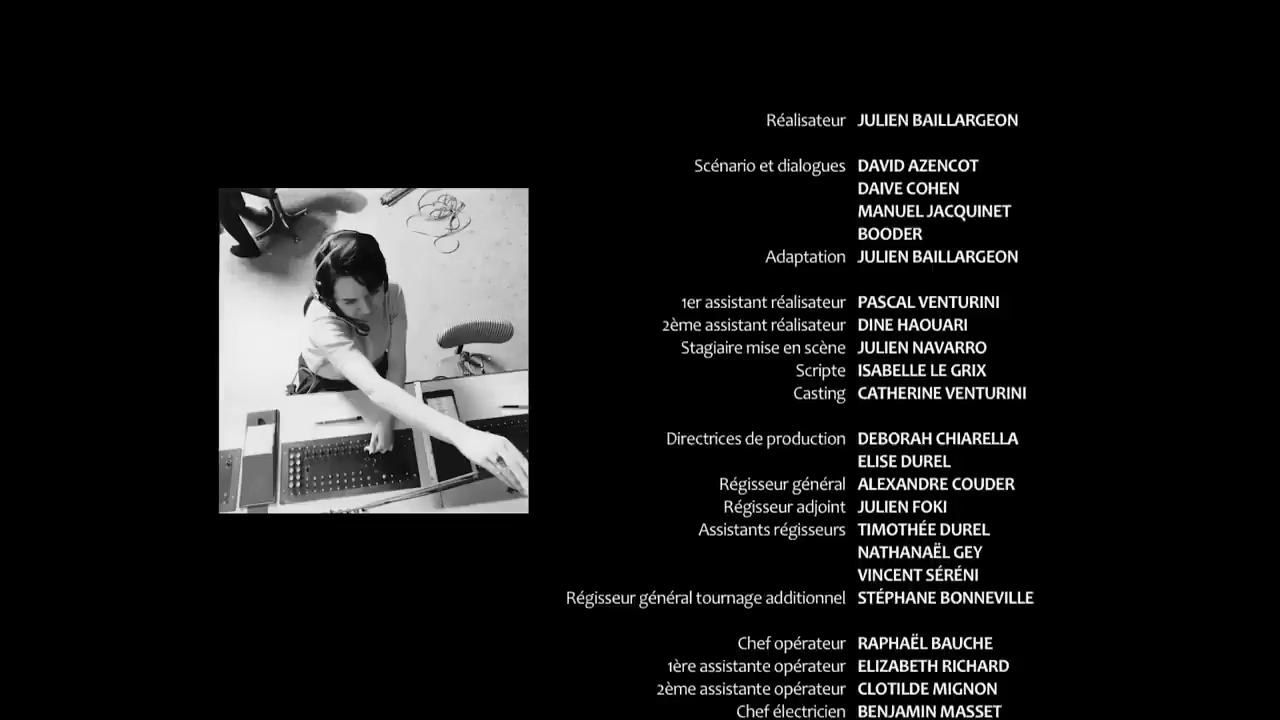 Réalisateur JULIEN BAILLARGEON
Scénario et dialogues DAVID AZENCOT
DAIVE COHEN
MANUEL JACQUINET
BOODER
Adaptation JULIEN BAILLARGEON
1er assistant réalisateur PASCAL VENTURINI
2ème assistant réalisateur DINE HAOUARI
Stagiaire mise en scène JULIEN NAVARRO
Scripte ISABELLE LE GRIX
Casting CATHERINE VENTURINI
Directrices de production DEBORAH CHIARELLA
ELISE DUREL
Régisseur général ALEXANDRE COUDER
Régisseur adjoint JULIEN FOKI
Assistants régisseurs TIMOTHÉE DUREL
NATHANAËL GEY
VINCENT SÉRÉNI
Régisseur général tournage additionnel STÉPHANE BONNEVILLE
Chef opérateur RAPHAËL BAUCHE
1ère assistante opérateur ELIZABETH RICHARD
2ème assistante opérateur CLOTILDE MIGNON
Chef électricien BENJAMIN MASSET